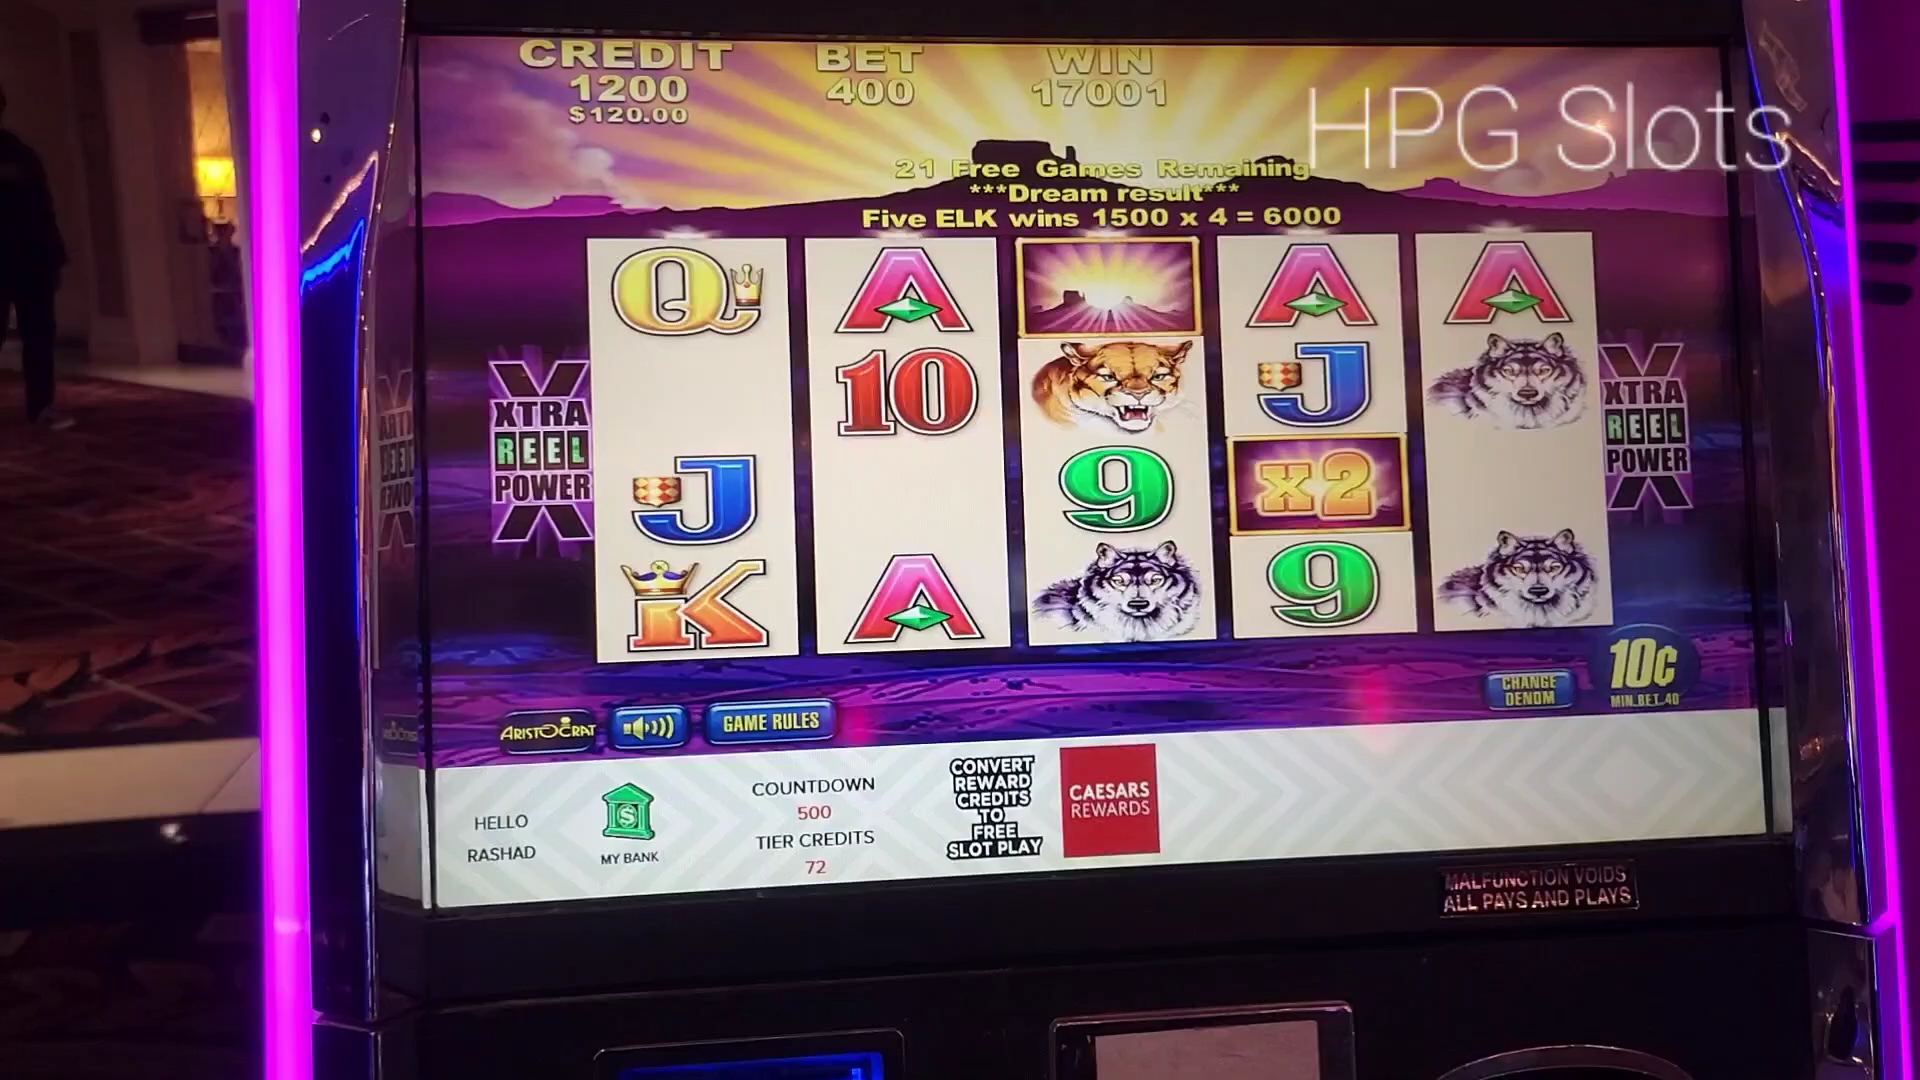 CREDIT BET WIN
1200 400 17001
$120.00
HPG Slots
21 Free Games Remaining
***Dream result***
Five ELK wins 1500 x 4 = 6000
Q A A A
10 J
J 9 x2
K A 9
XTRA
REEL
POWER
XTRA
REEL
POWER
10¢
MIN.BET.40
CHANGE
DENOM
ARISTOCRAT
GAME RULES
HELLO
RASHAD
$
MY BANK
COUNTDOWN
500
TIER CREDITS
72
CONVERT
REWARD
CREDITS
TO
FREE
SLOT PLAY
CAESARS
REWARDS
MALFUNCTION VOIDS
ALL PAYS AND PLAYS